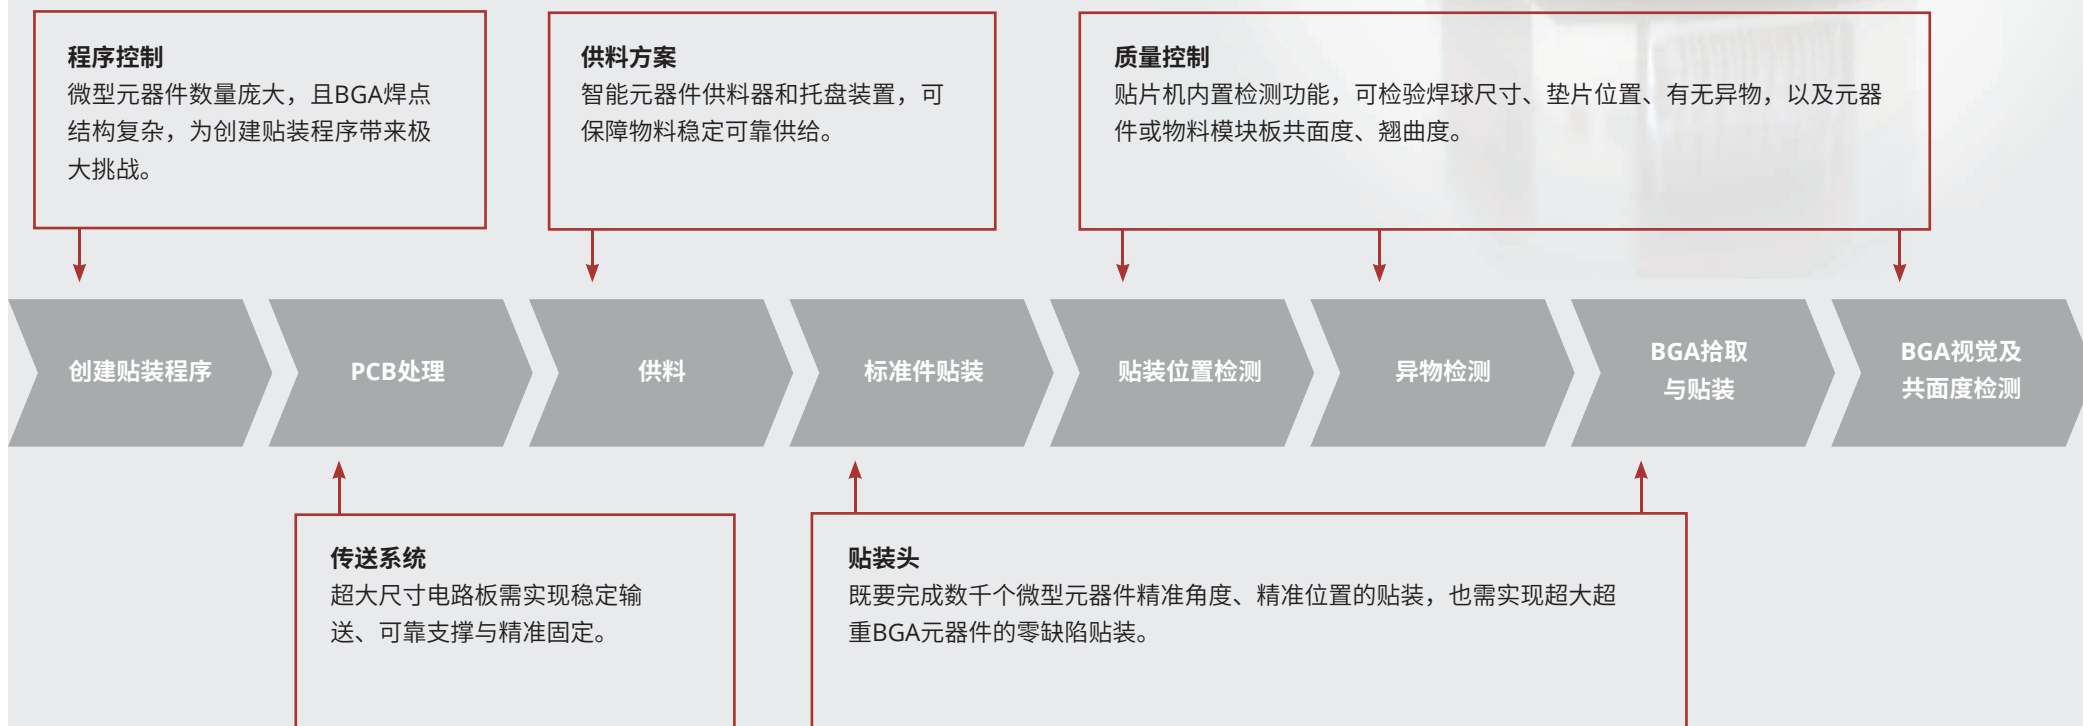 程序控制
微型元器件数量庞大，且BGA焊点
结构复杂，为创建贴装程序带来极
大挑战。
供料方案
智能元器件供料器和托盘装置，可
保障物料稳定可靠供给。
质量控制
贴片机内置检测功能，可检验焊球尺寸、垫片位置、有无异物，以及元器
件或物料模块板共面度、翘曲度。
创建贴装程序
PCB处理
供料
标准件贴装
贴装位置检测
异物检测
BGA拾取
与贴装
BGA视觉及
共面度检测
传送系统
超大尺寸电路板需实现稳定输
送、可靠支撑与精准固定。
贴装头
既要完成数千个微型元器件精准角度、精准位置的贴装，也需实现超大超
重BGA元器件的零缺陷贴装。